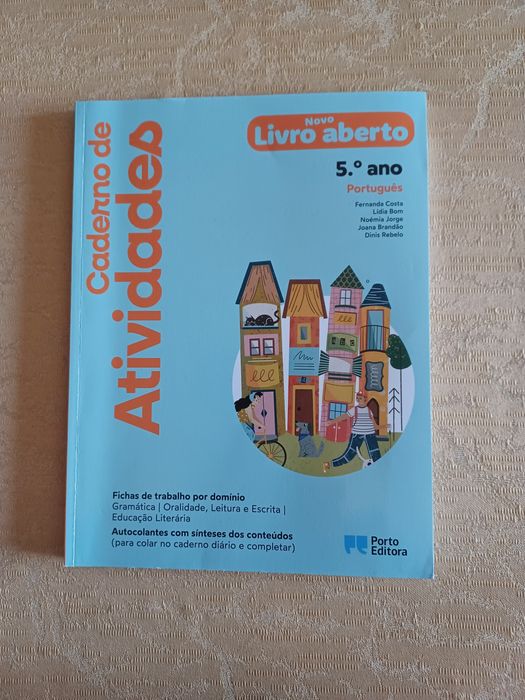 Caderno de
Atividades
Novo
Livro aberto
5.º ano
Português
Fernanda Costa
Lídia Bom
Noémia Jorge
Joana Brandão
Dinis Rebelo
Fichas de trabalho por domínio
Gramática | Oralidade, Leitura e Escrita |
Educação Literária
Autocolantes com sínteses dos conteúdos
(para colar no caderno diário e completar)
Porto
Editora